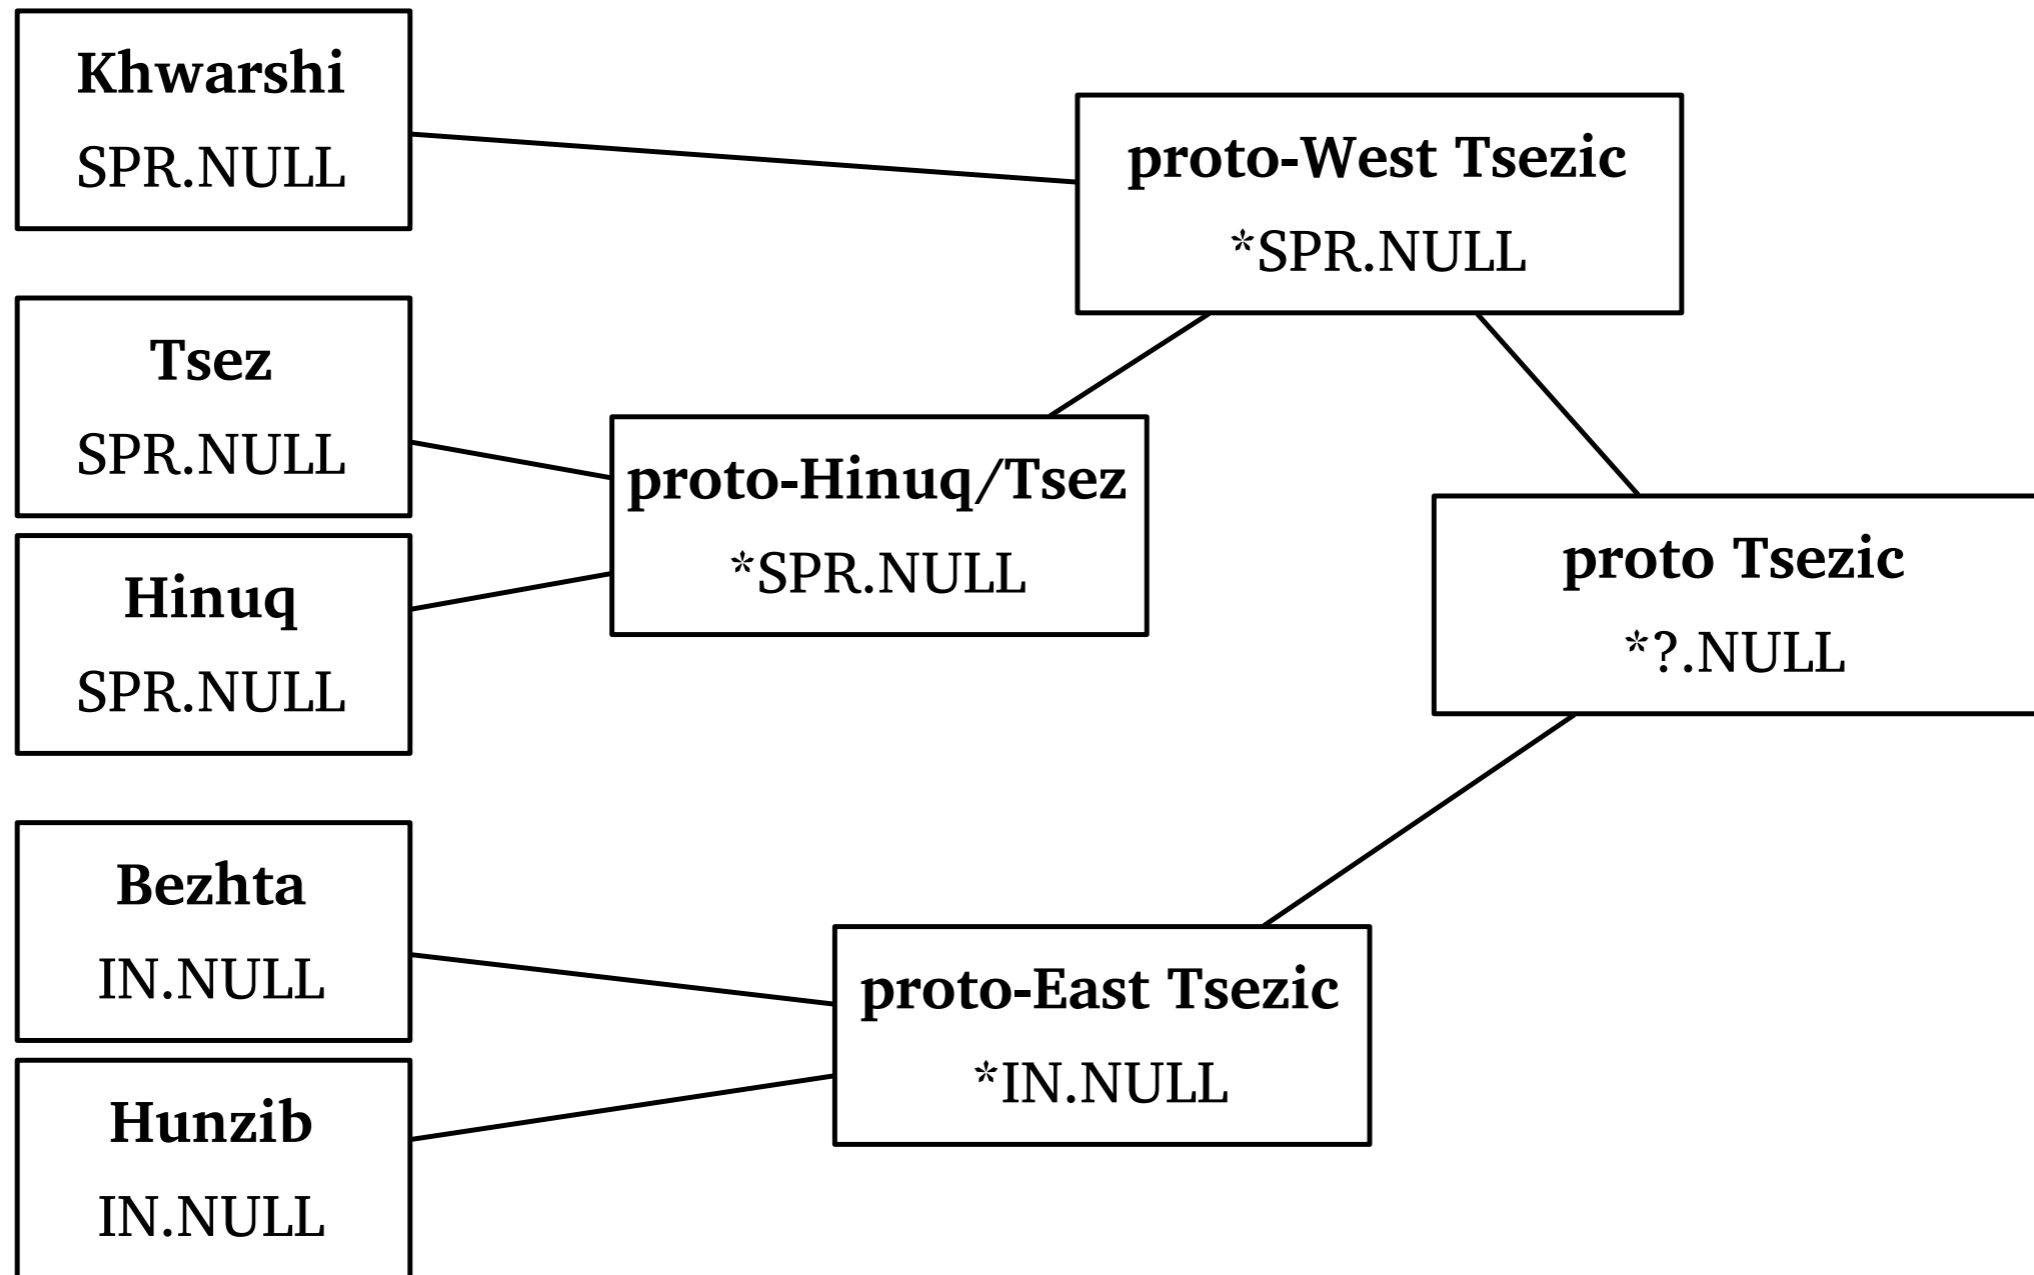 Khwarshi
SPR.NULL
proto-West Tsezic
*SPR.NULL
Tsez
SPR.NULL
proto-Hinuq/Tsez
*SPR.NULL
Hinuq
SPR.NULL
proto Tsezic
*?.NULL
Bezhta
IN.NULL
proto-East Tsezic
*IN.NULL
Hunzib
IN.NULL